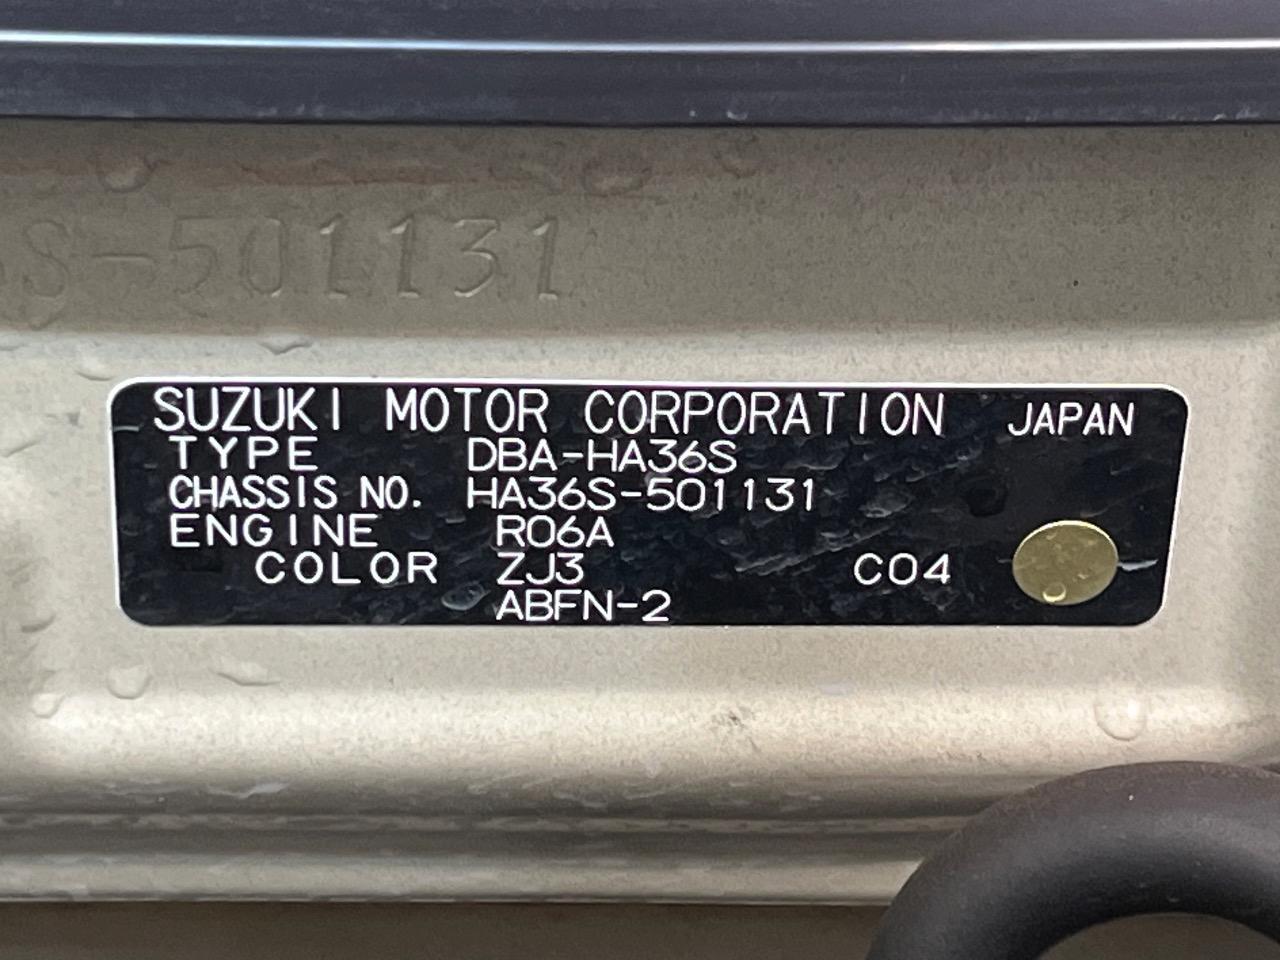 S-501131
SUZUKI MOTOR CORPORATION JAPAN
TYPE DBA-HA36S
CHASSIS NO. HA36S-501131
ENGINE R06A
COLOR ZJ3 C04
ABFN-2